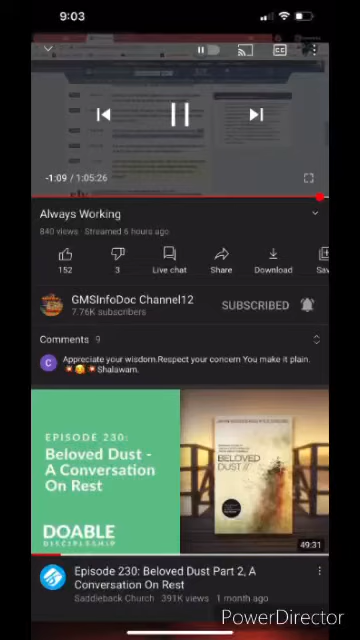 9:03
CC
-1:09 / 1:05:26
Always Working
840 views · Streamed 6 hours ago
152
3
Live chat
Share
Download
Sav
GMSInfoDoc Channel12
7.76K subscribers
SUBSCRIBED
Comments 9
C
Appreciate your wisdom.Respect your concern You make it plain.
💥🥰💥Shalawam.
EPISODE 230:
Beloved Dust -
A Conversation
On Rest
DOABLE
DISCIPLESHIP
BELOVED
DUST //
49:31
Episode 230: Beloved Dust Part 2, A
Conversation On Rest
Saddleback Church · 391K views · 1 month ago
PowerDirector